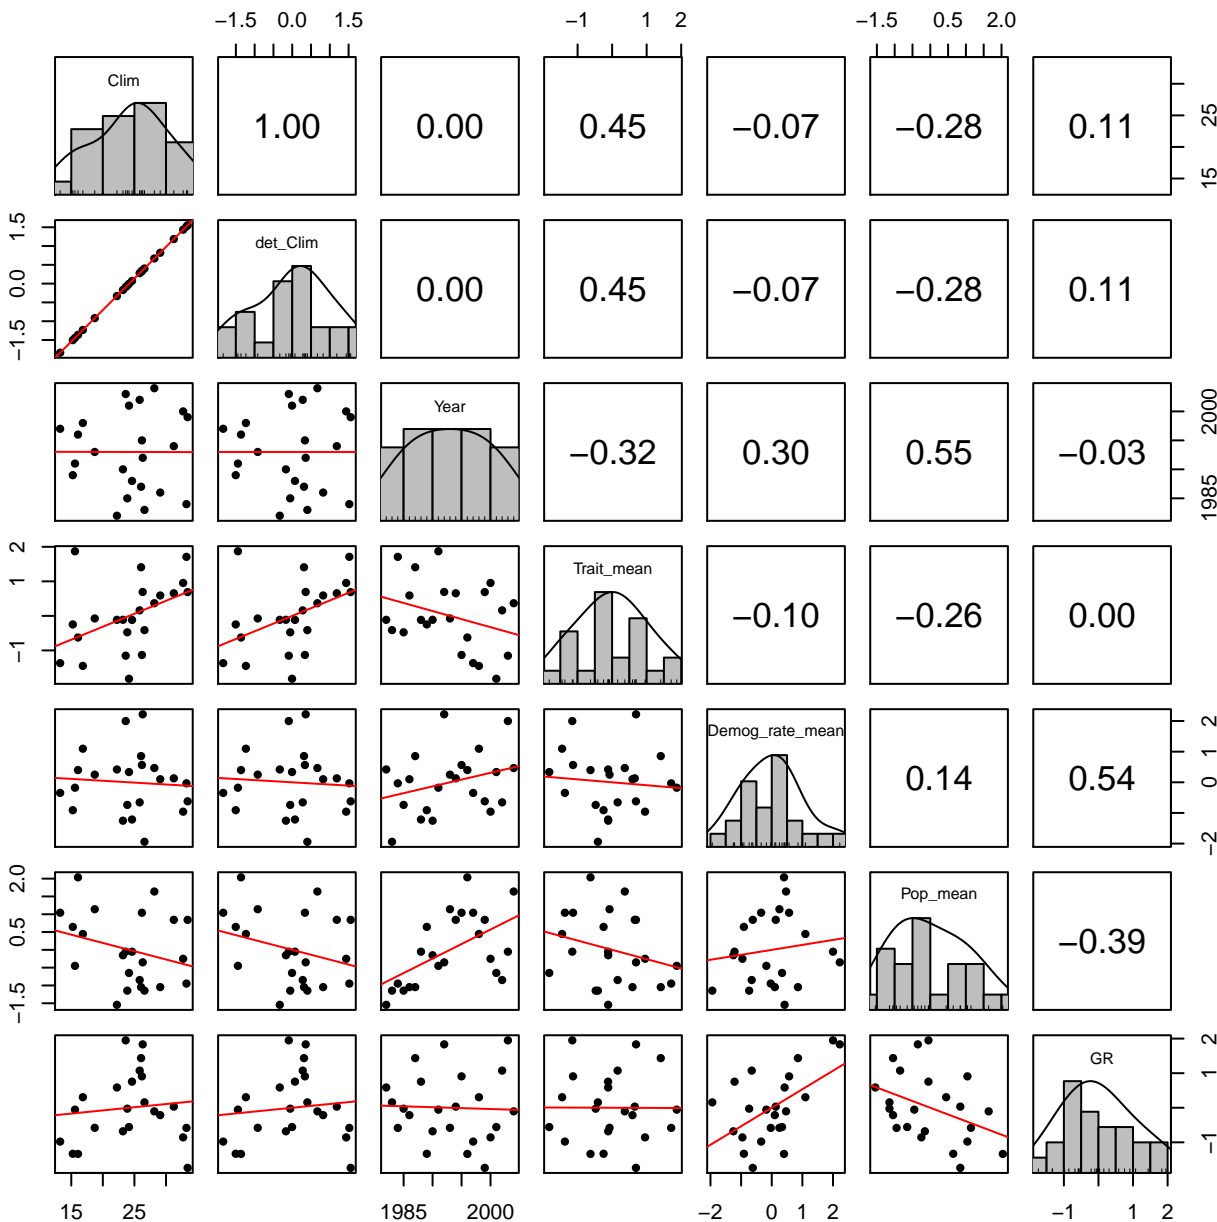 −1.5 0.0 1.5 −1 1 2 −1.5 0.5 2.0
Clim 1.00 0.00 0.45 −0.07 −0.28 0.11 15 25
−1.5 0.0 1.5 det_Clim 0.00 0.45 −0.07 −0.28 0.11
Year −0.32 0.30 0.55 −0.03 1985 2000
−1 1 2 Trait_mean −0.10 −0.26 0.00
Demog_rate_mean 0.14 0.54 −2 0 1 2
−1.5 0.5 2.0 Pop_mean −0.39
GR −1 1 2
15 25 1985 2000 −2 0 1 2 −1 1 2